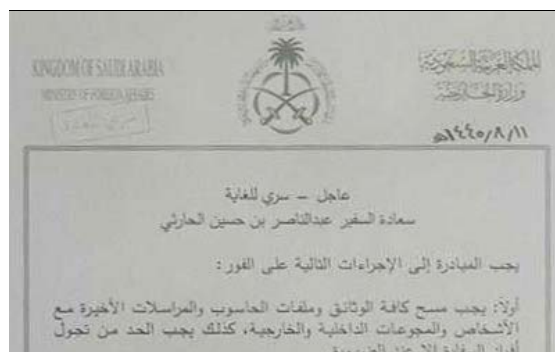 المملكة العربية السعودية
KINGDOM OF SAUDI ARABIA
وزارة الخارجية
MINISTRY OF FOREIGN AFFAIRS
١٤٤٥/٨/١١هـ
عاجل – سري للغاية
سعادة السفير عبدالناصر بن حسين الحارثي
يجب المبادرة إلى الإجراءات التالية على الفور :
أولاً: يجب مسح كافة الوثائق وملفات الحاسوب والمراسلات الأخيرة مع
الأشخاص والمجوعات الداخلية والخارجية، كذلك يجب الحد من تجول